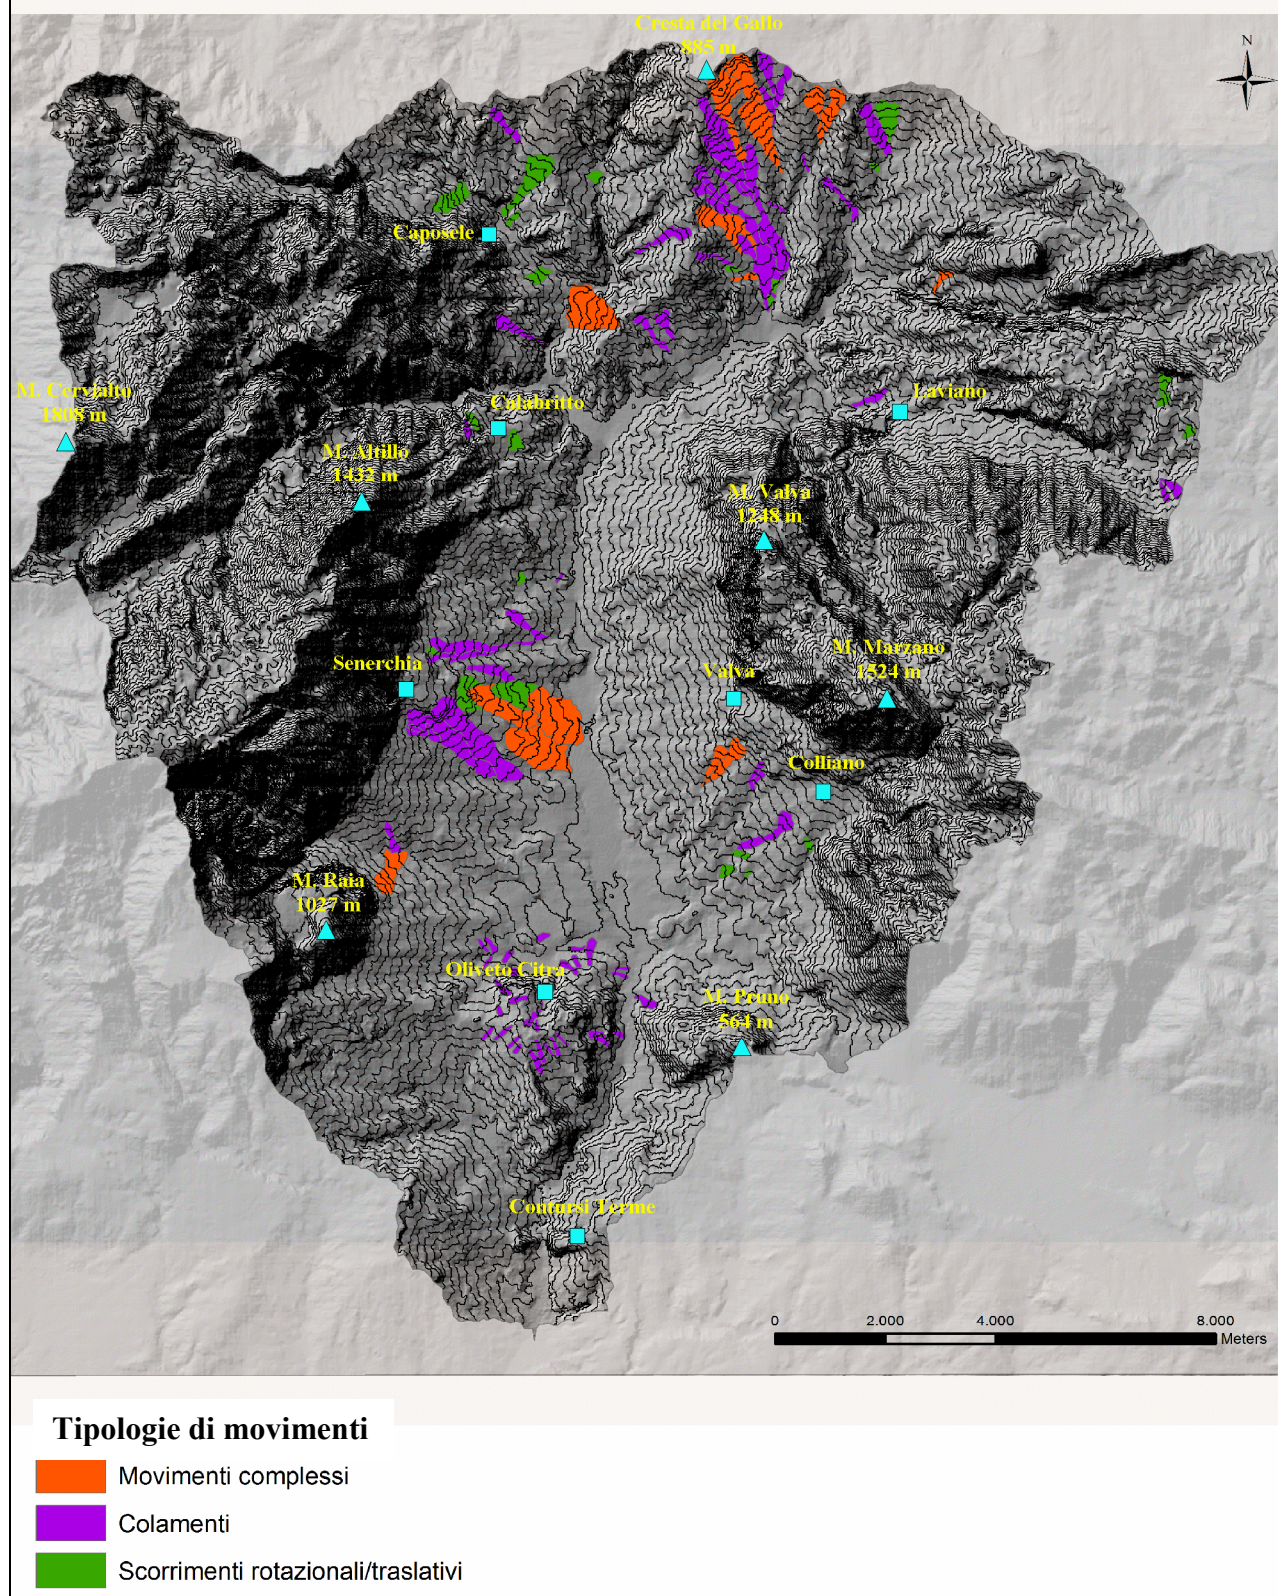 Cresta del Gallo
885 m
N
Caposele
M. Cervialto
1808 m
Calabritto
Laviano
M. Altillo
1432 m
M. Valva
1248 m
Senerchia
Valva
M. Marzano
1524 m
Colliano
M. Raia
1027 m
Oliveto Citra
M. Pruno
564 m
Contursi Terme
0 2.000 4.000 8.000
Meters
Tipologie di movimenti
Movimenti complessi
Colamenti
Scorrimenti rotazionali/traslativi